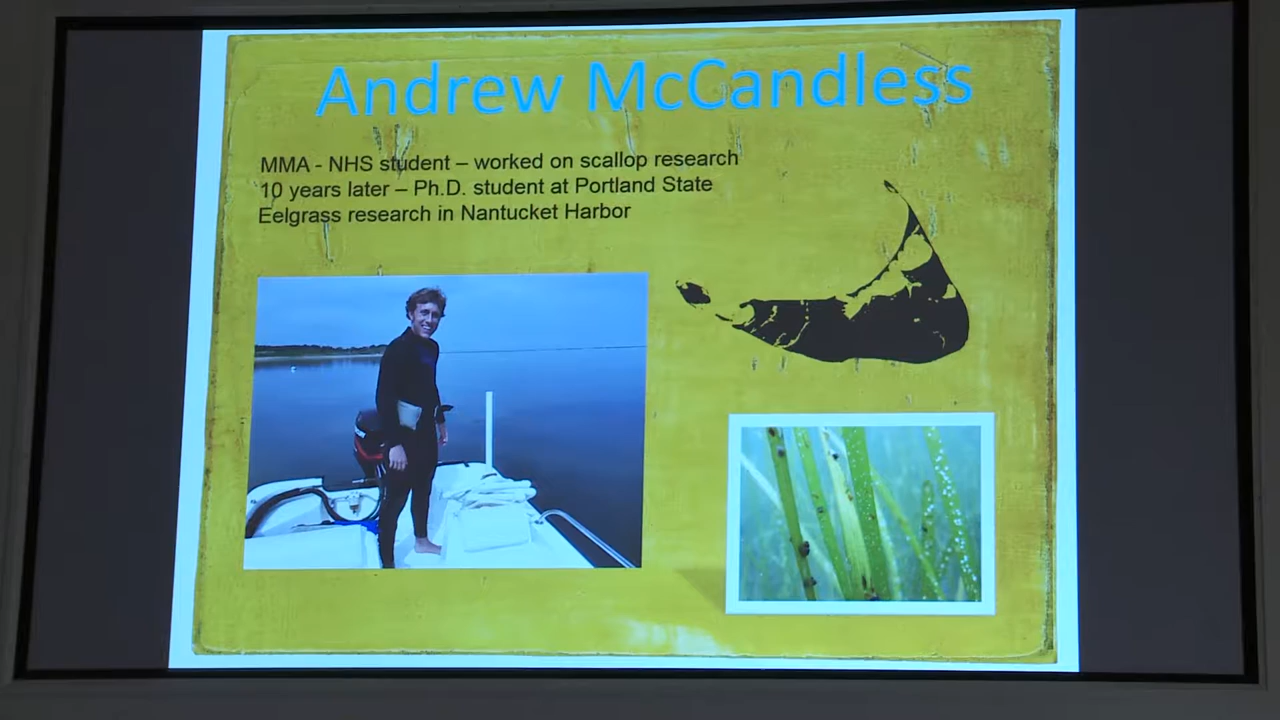 Andrew McCandless
MMA - NHS student – worked on scallop research
10 years later – Ph.D. student at Portland State
Eelgrass research in Nantucket Harbor